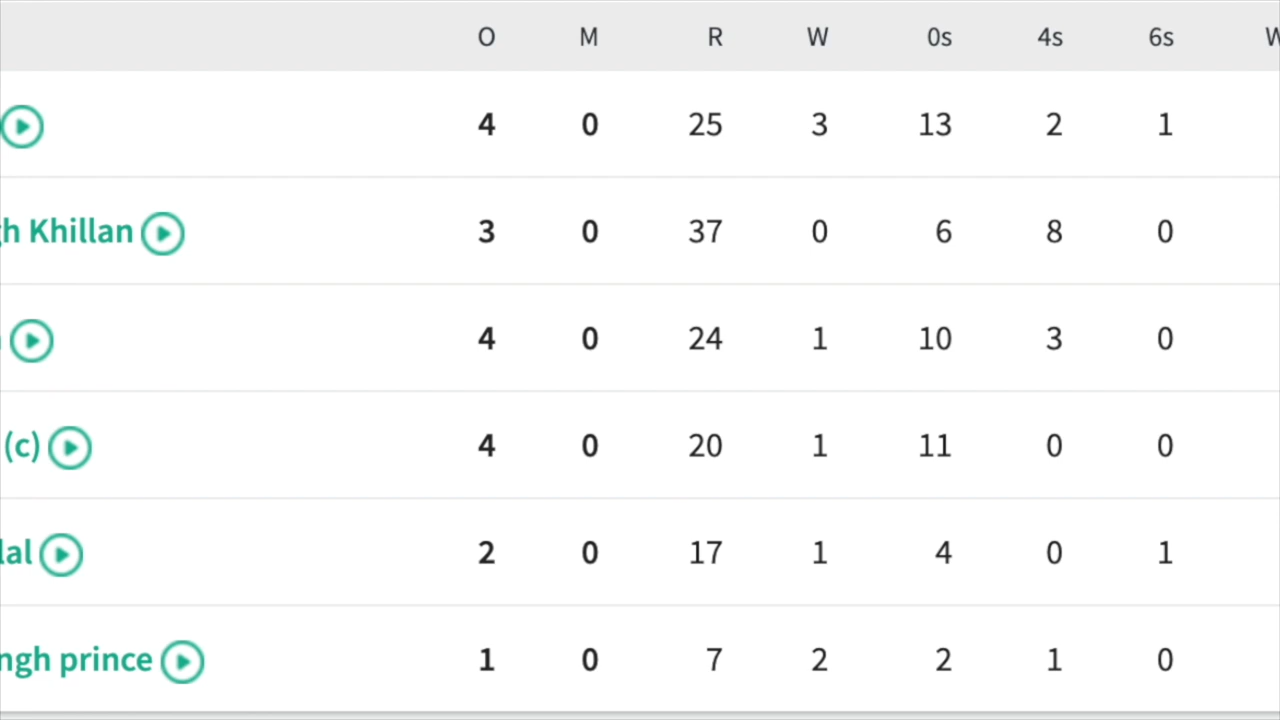 O M R W 0s 4s 6s W
4 0 25 3 13 2 1
gh Khillan 3 0 37 0 6 8 0
4 0 24 1 10 3 0
(c) 4 0 20 1 11 0 0
lal 2 0 17 1 4 0 1
ngh prince 1 0 7 2 2 1 0